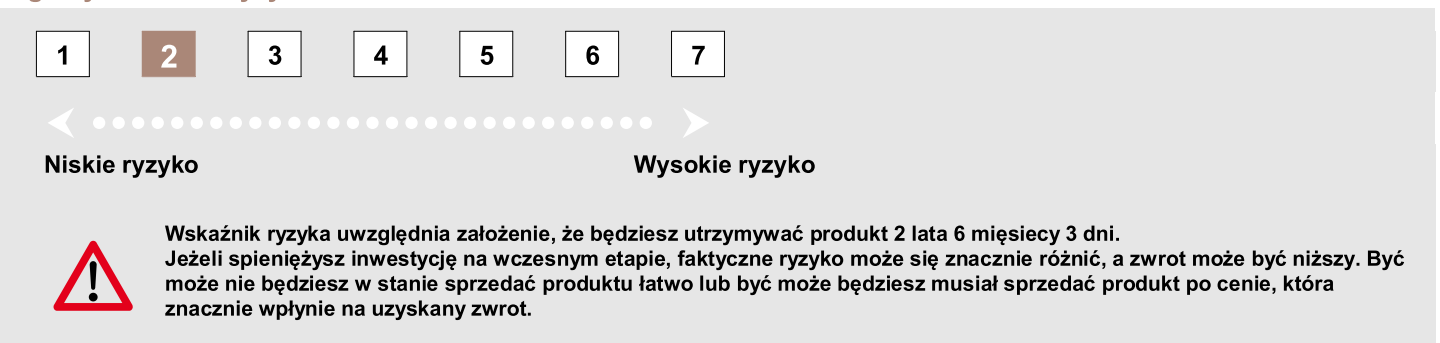 1 2 3 4 5 6 7
Niskie ryzyko Wysokie ryzyko
Wskaźnik ryzyka uwzględnia założenie, że będziesz utrzymywać produkt 2 lata 6 mięsiecy 3 dni.
Jeżeli spieniężysz inwestycję na wczesnym etapie, faktyczne ryzyko może się znacznie różnić, a zwrot może być niższy. Być
może nie będziesz w stanie sprzedać produktu łatwo lub być może będziesz musiał sprzedać produkt po cenie, która
znacznie wpłynie na uzyskany zwrot.